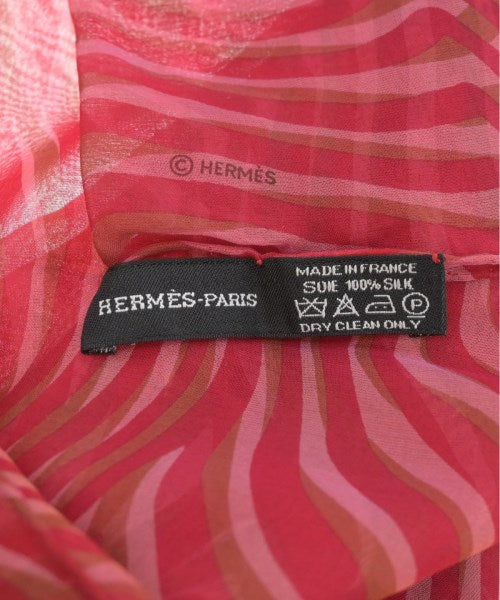 © HERMÈS
HERMÈS-PARIS
MADE IN FRANCE
SOIE 100% SILK
P
DRY CLEAN ONLY